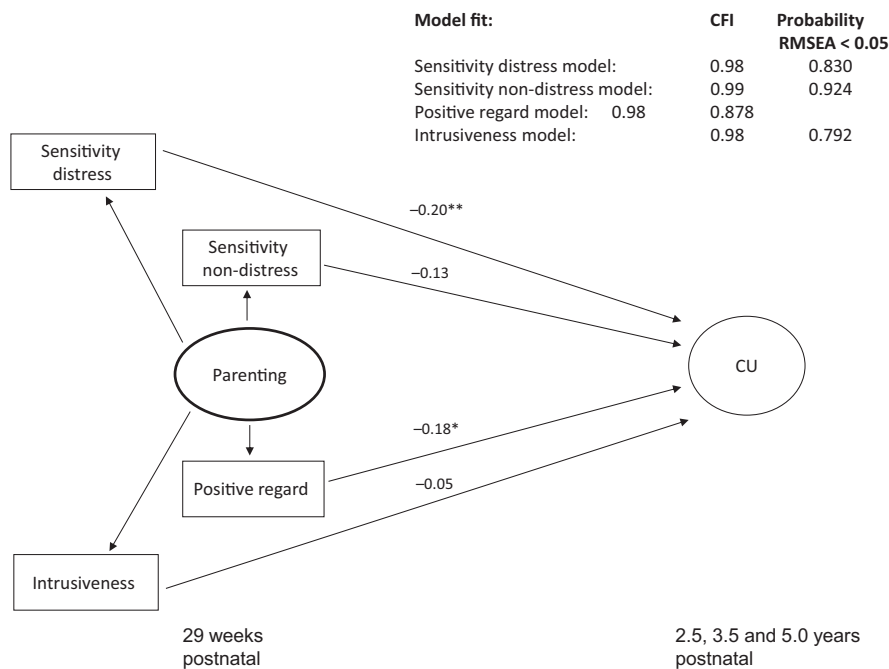 Model fit: CFI Probability
RMSEA < 0.05
Sensitivity distress model: 0.98 0.830
Sensitivity non-distress model: 0.99 0.924
Positive regard model: 0.98 0.878
Intrusiveness model: 0.98 0.792
Sensitivity
distress
−0.20**
Sensitivity
non-distress
−0.13
Parenting
CU
−0.18*
Positive regard
−0.05
Intrusiveness
29 weeks
postnatal
2.5, 3.5 and 5.0 years
postnatal